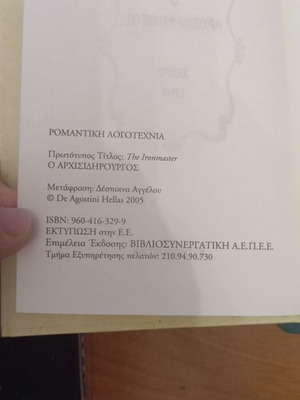 ΡΟΜΑΝΤΙΚΗ ΛΟΓΟΤΕΧΝΙΑ
Πρωτότυπος Τίτλος: The Ironmaster
Ο ΑΡΧΙΣΙΔΗΡΟΥΡΓΟΣ
Μετάφραση: Δέσποινα Αγγέλου
© De Agostini Hellas 2005
ISBN: 960-416-329-9
ΕΚΤΥΠΩΣΗ στην Ε.Ε.
Επιμέλεια Έκδοσης: ΒΙΒΛΙΟΣΥΝΕΡΓΑΤΙΚΗ Α.Ε.Π.Ε.Ε.
Τμήμα Εξυπηρέτησης πελατών: 210.94.90.730